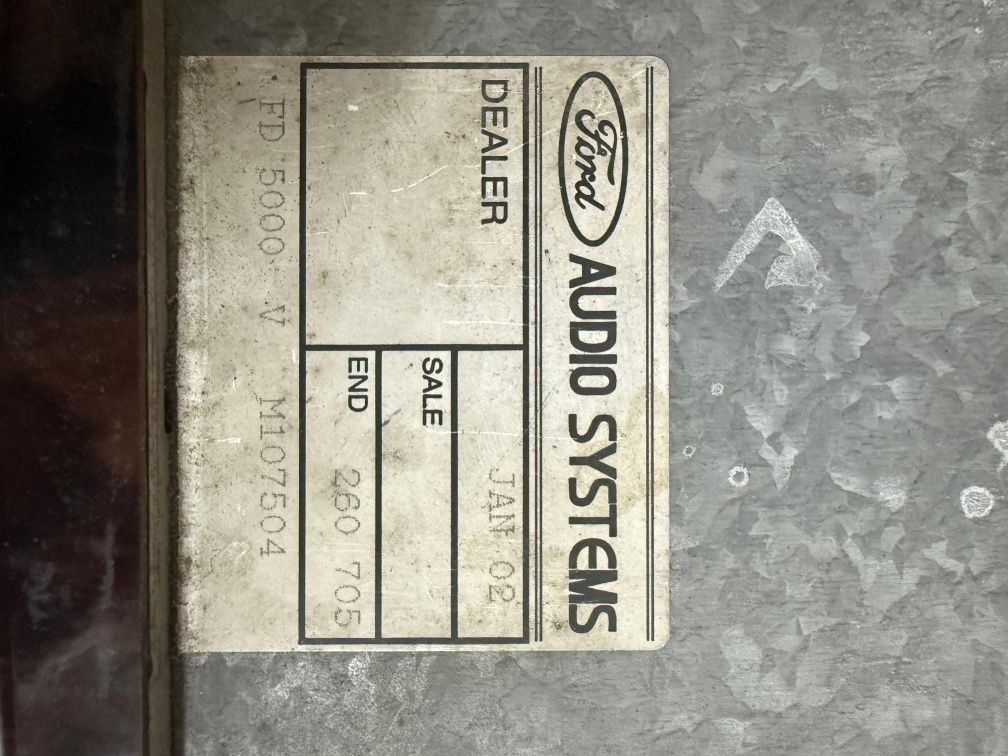 Ford AUDIO SYSTEMS
DEALER
JAN 02
SALE
END 260 705
FD 5000 V M107504